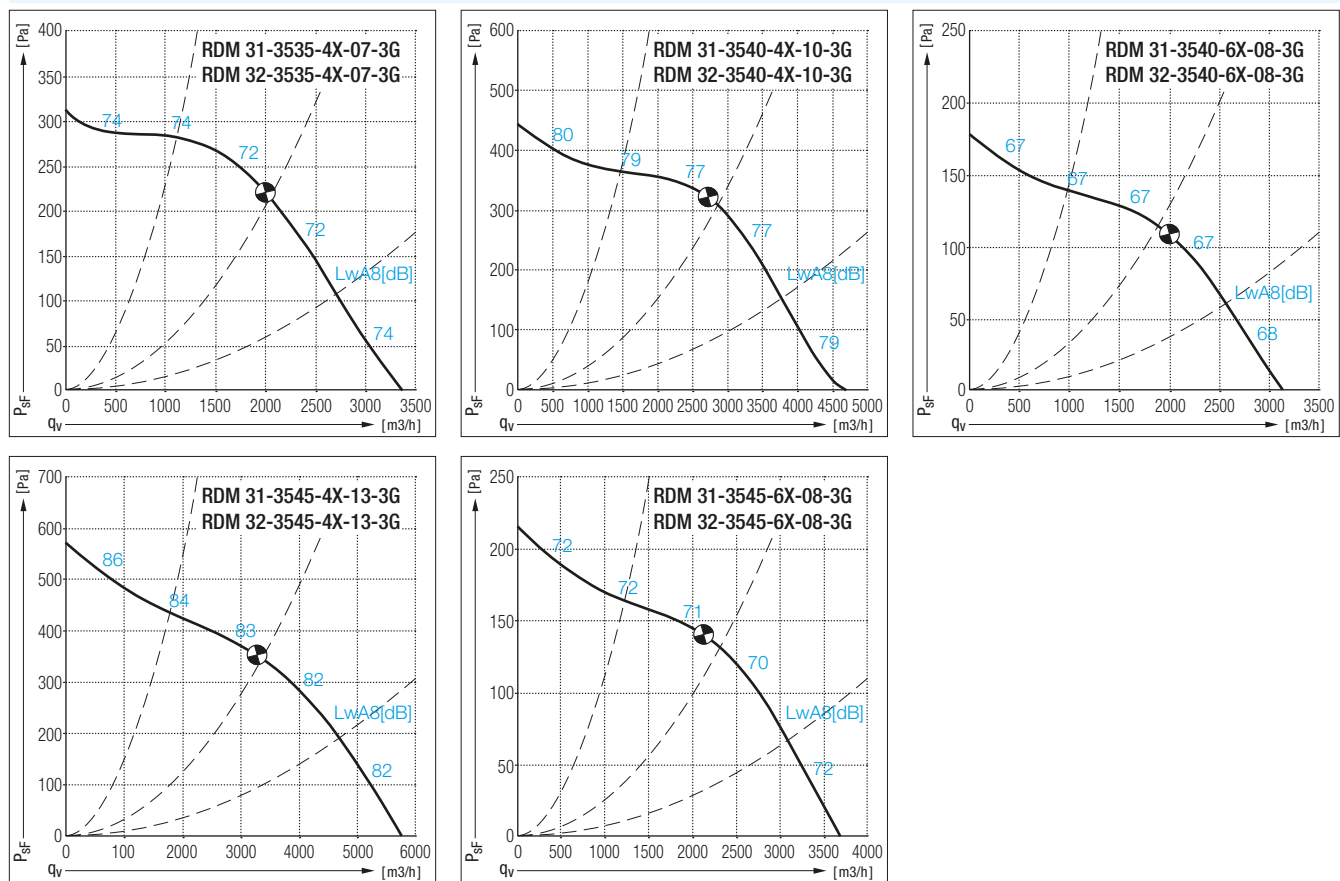 [Pa]
400
350
300
250
200
150
100
50
0
PsF
RDM 31-3535-4X-07-3G
RDM 32-3535-4X-07-3G
74
74
72
72
LwA8[dB]
74
0 500 1000 1500 2000 2500 3000 3500
qv [m3/h]
[Pa]
600
500
400
300
200
100
0
PsF
RDM 31-3540-4X-10-3G
RDM 32-3540-4X-10-3G
80
79
77
77
LwA8[dB]
79
0 500 1000 1500 2000 2500 3000 3500 4000 4500 5000
qv [m3/h]
[Pa]
250
200
150
100
50
0
PsF
RDM 31-3540-6X-08-3G
RDM 32-3540-6X-08-3G
67
67
67
67
LwA8[dB]
68
0 500 1000 1500 2000 2500 3000 3500
qv [m3/h]
[Pa]
700
600
500
400
300
200
100
0
PsF
RDM 31-3545-4X-13-3G
RDM 32-3545-4X-13-3G
86
84
83
82
LwA8[dB]
82
0 1000 2000 3000 4000 5000 6000
qv [m3/h]
[Pa]
250
200
150
100
50
0
PsF
RDM 31-3545-6X-08-3G
RDM 32-3545-6X-08-3G
72
72
71
70
LwA8[dB]
72
0 500 1000 1500 2000 2500 3000 3500 4000
qv [m3/h]